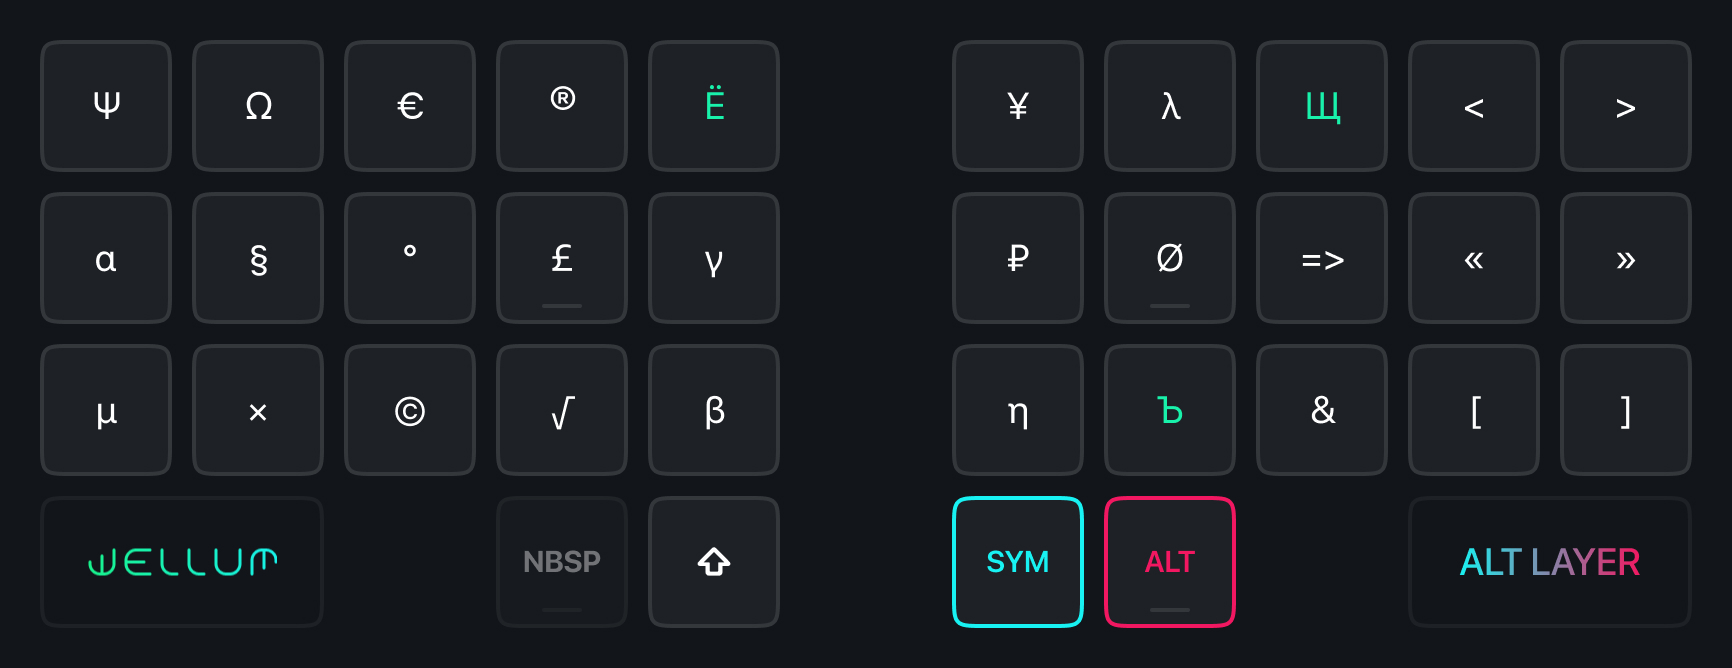 Ψ Ω € ® Ё ¥ λ Щ < >
α § ° £ γ ₽ Ø => « »
μ × © √ β η Ъ & [ ]
WELLUM NBSP SYM ALT ALT LAYER